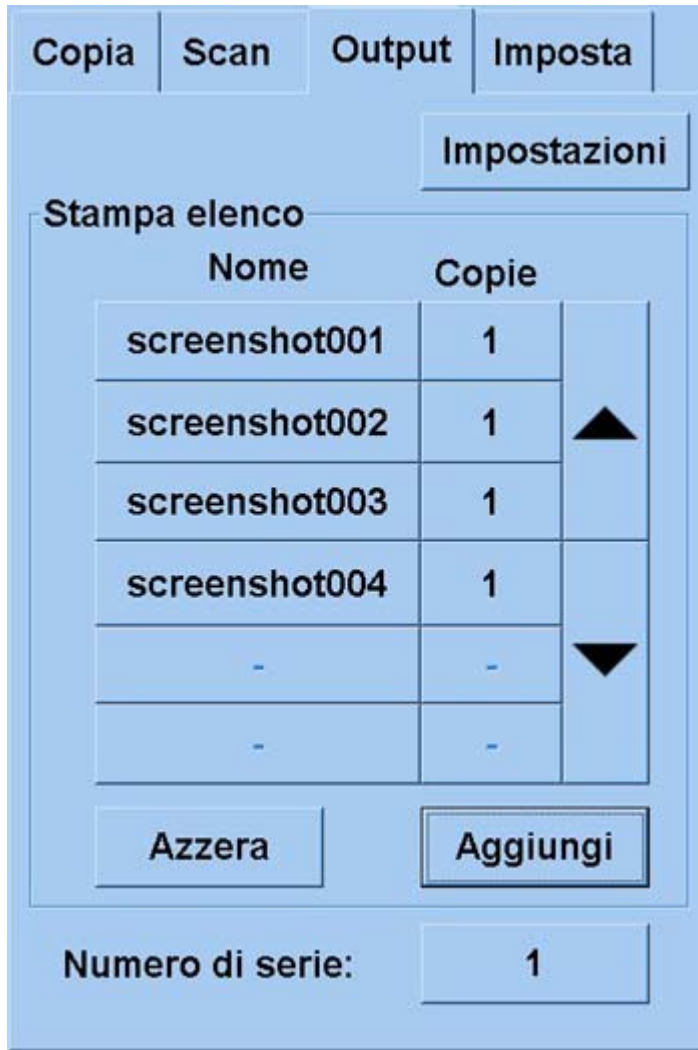 Copia Scan Output Imposta
Impostazioni
Stampa elenco
Nome Copie
screenshot001 1
screenshot002 1
screenshot003 1
screenshot004 1
- -
- -
Azzera Aggiungi
Numero di serie: 1